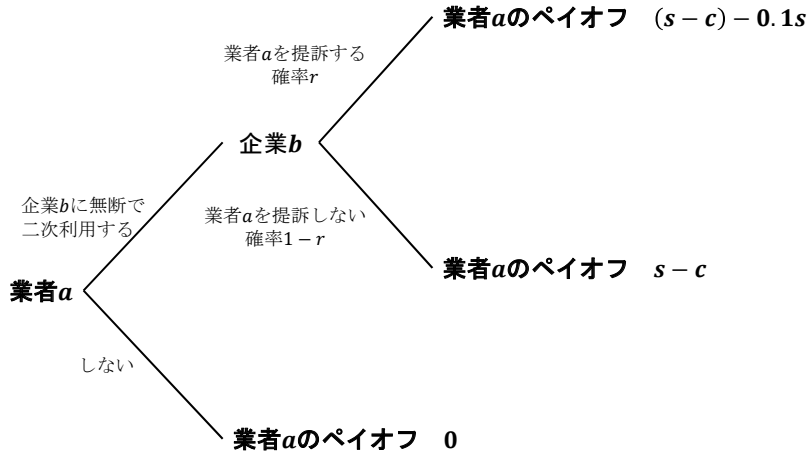 業者aのペイオフ (s − c) − 0.1s
業者aを提訴する
確率r
企業b
企業bに無断で
二次利用する
業者aを提訴しない
確率1 − r
業者aのペイオフ s − c
業者a
しない
業者aのペイオフ 0